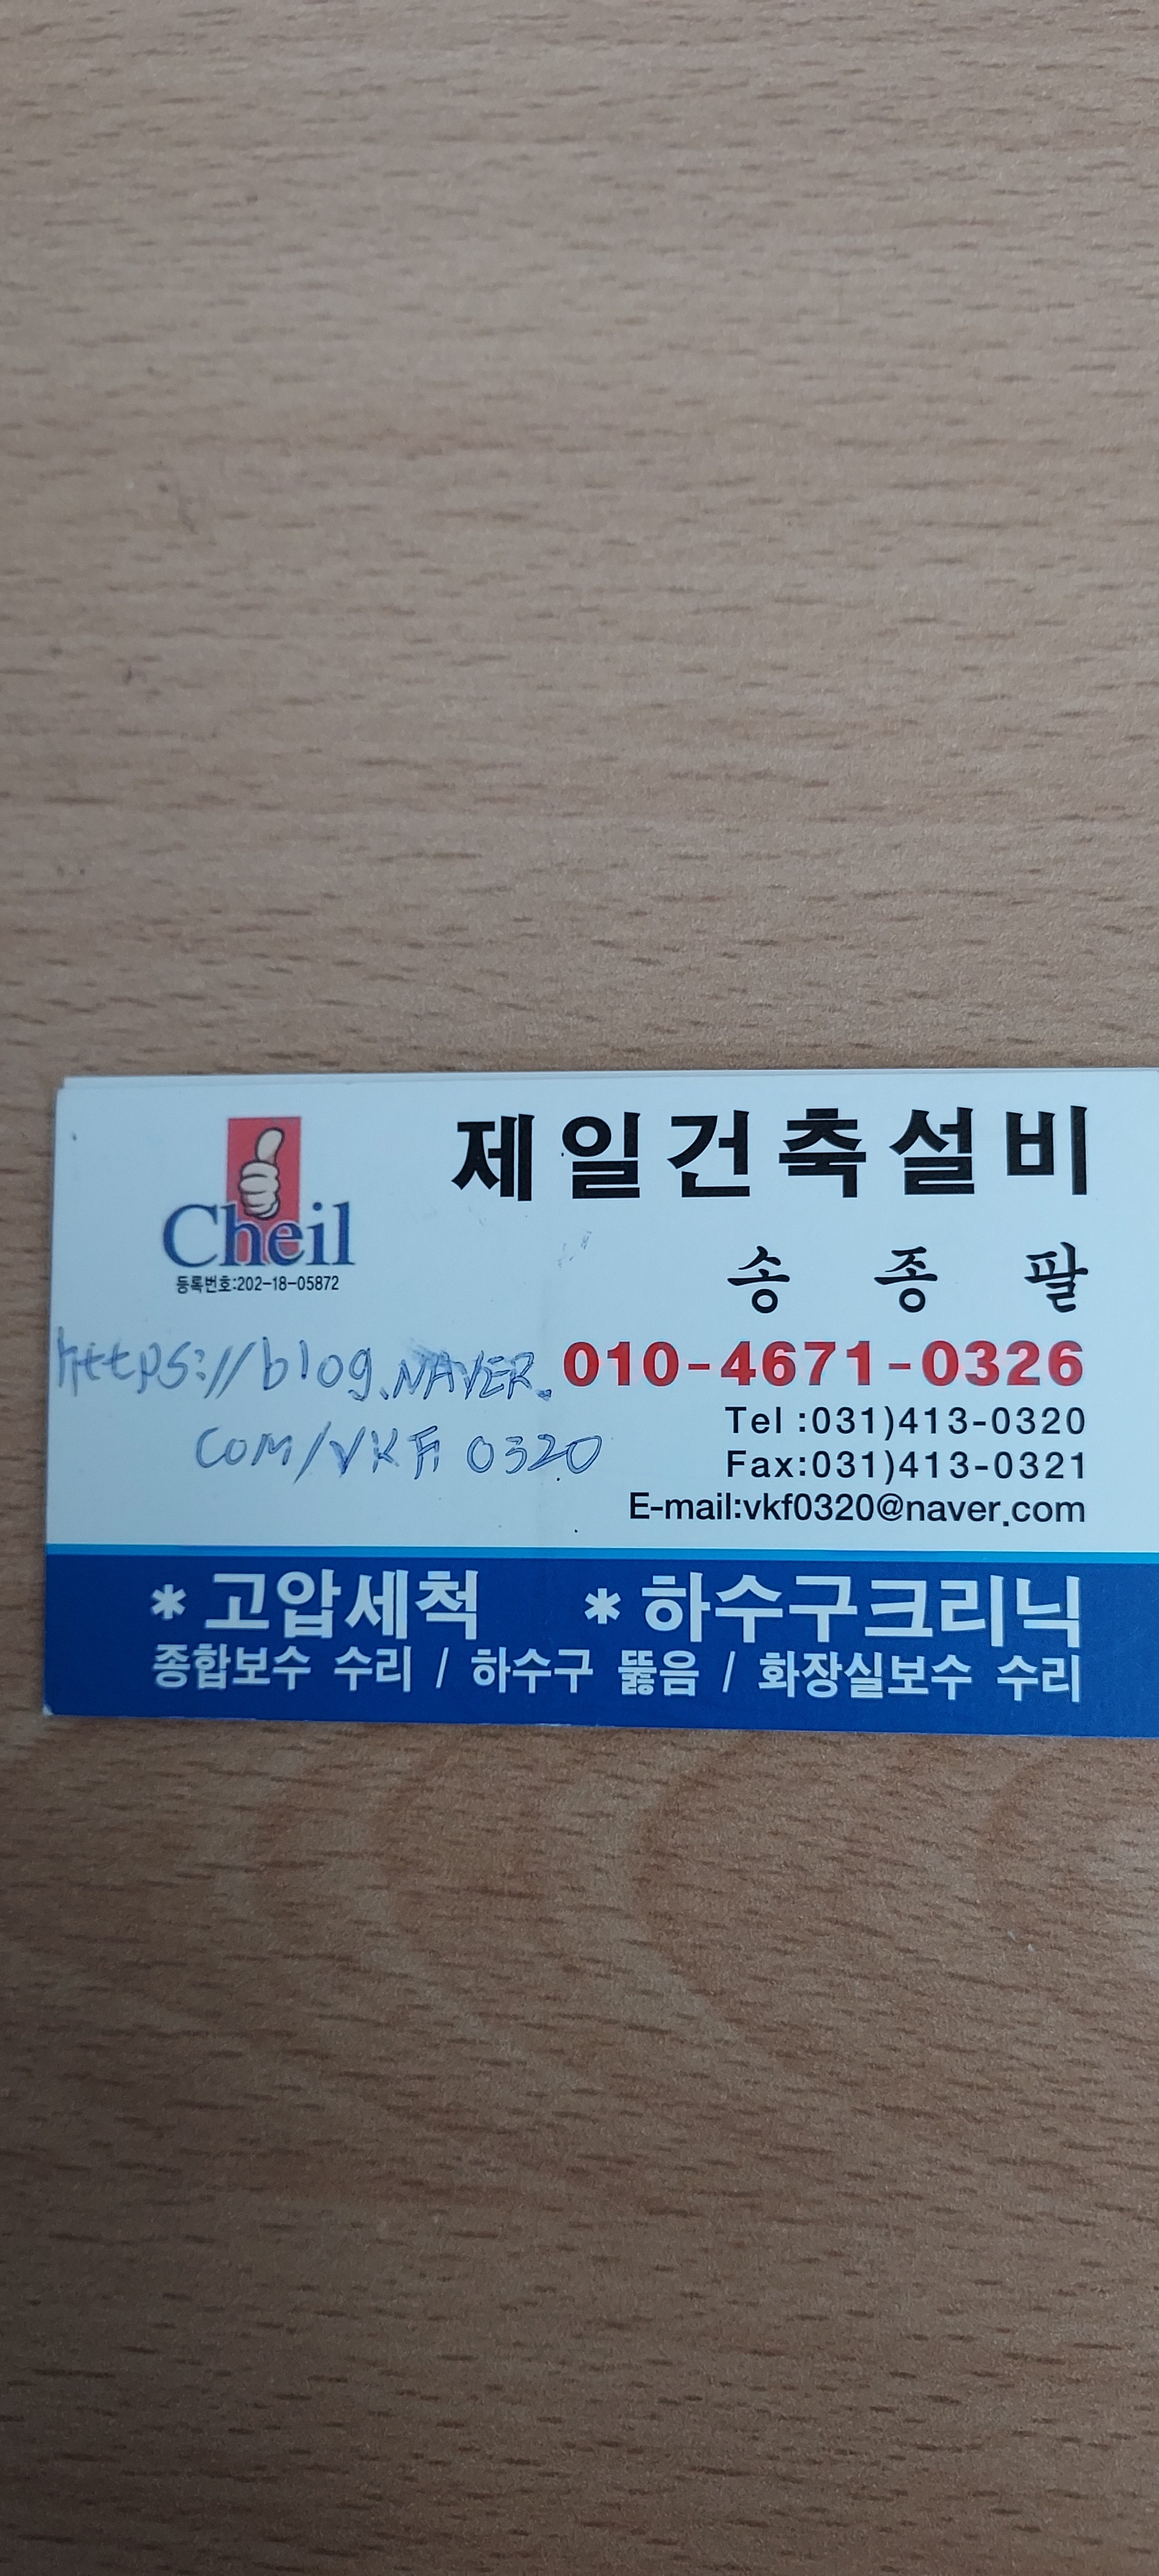 제일건축설비
Cheil
등록번호:202-18-05872
송 종 팔
010-4671-0326
Tel :031)413-0320
Fax:031)413-0321
E-mail:vkf0320@naver.com
https://blog.NAVER.
COM/VKF 0320
* 고압세척 * 하수구크리닉
종합보수 수리 / 하수구 뚫음 / 화장실보수 수리